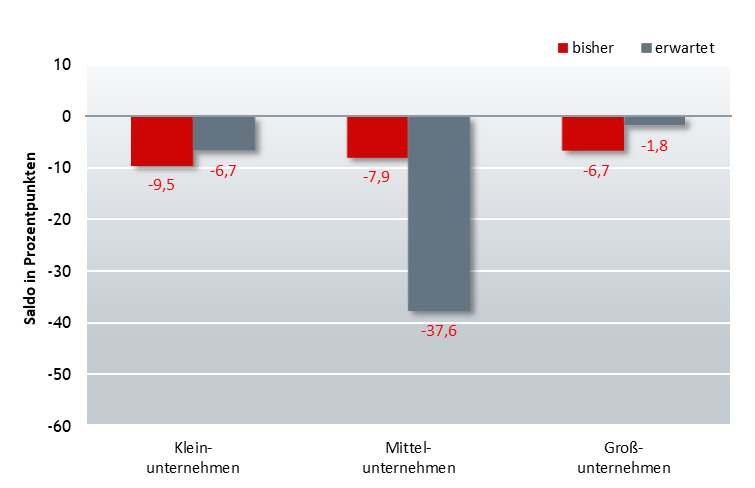 bisher
erwartet
Saldo in Prozentpunkten
10
0
-10
-20
-30
-40
-50
-60
-9,5
-6,7
-7,9
-37,6
-6,7
-1,8
Klein-
unternehmen
Mittel-
unternehmen
Groß-
unternehmen